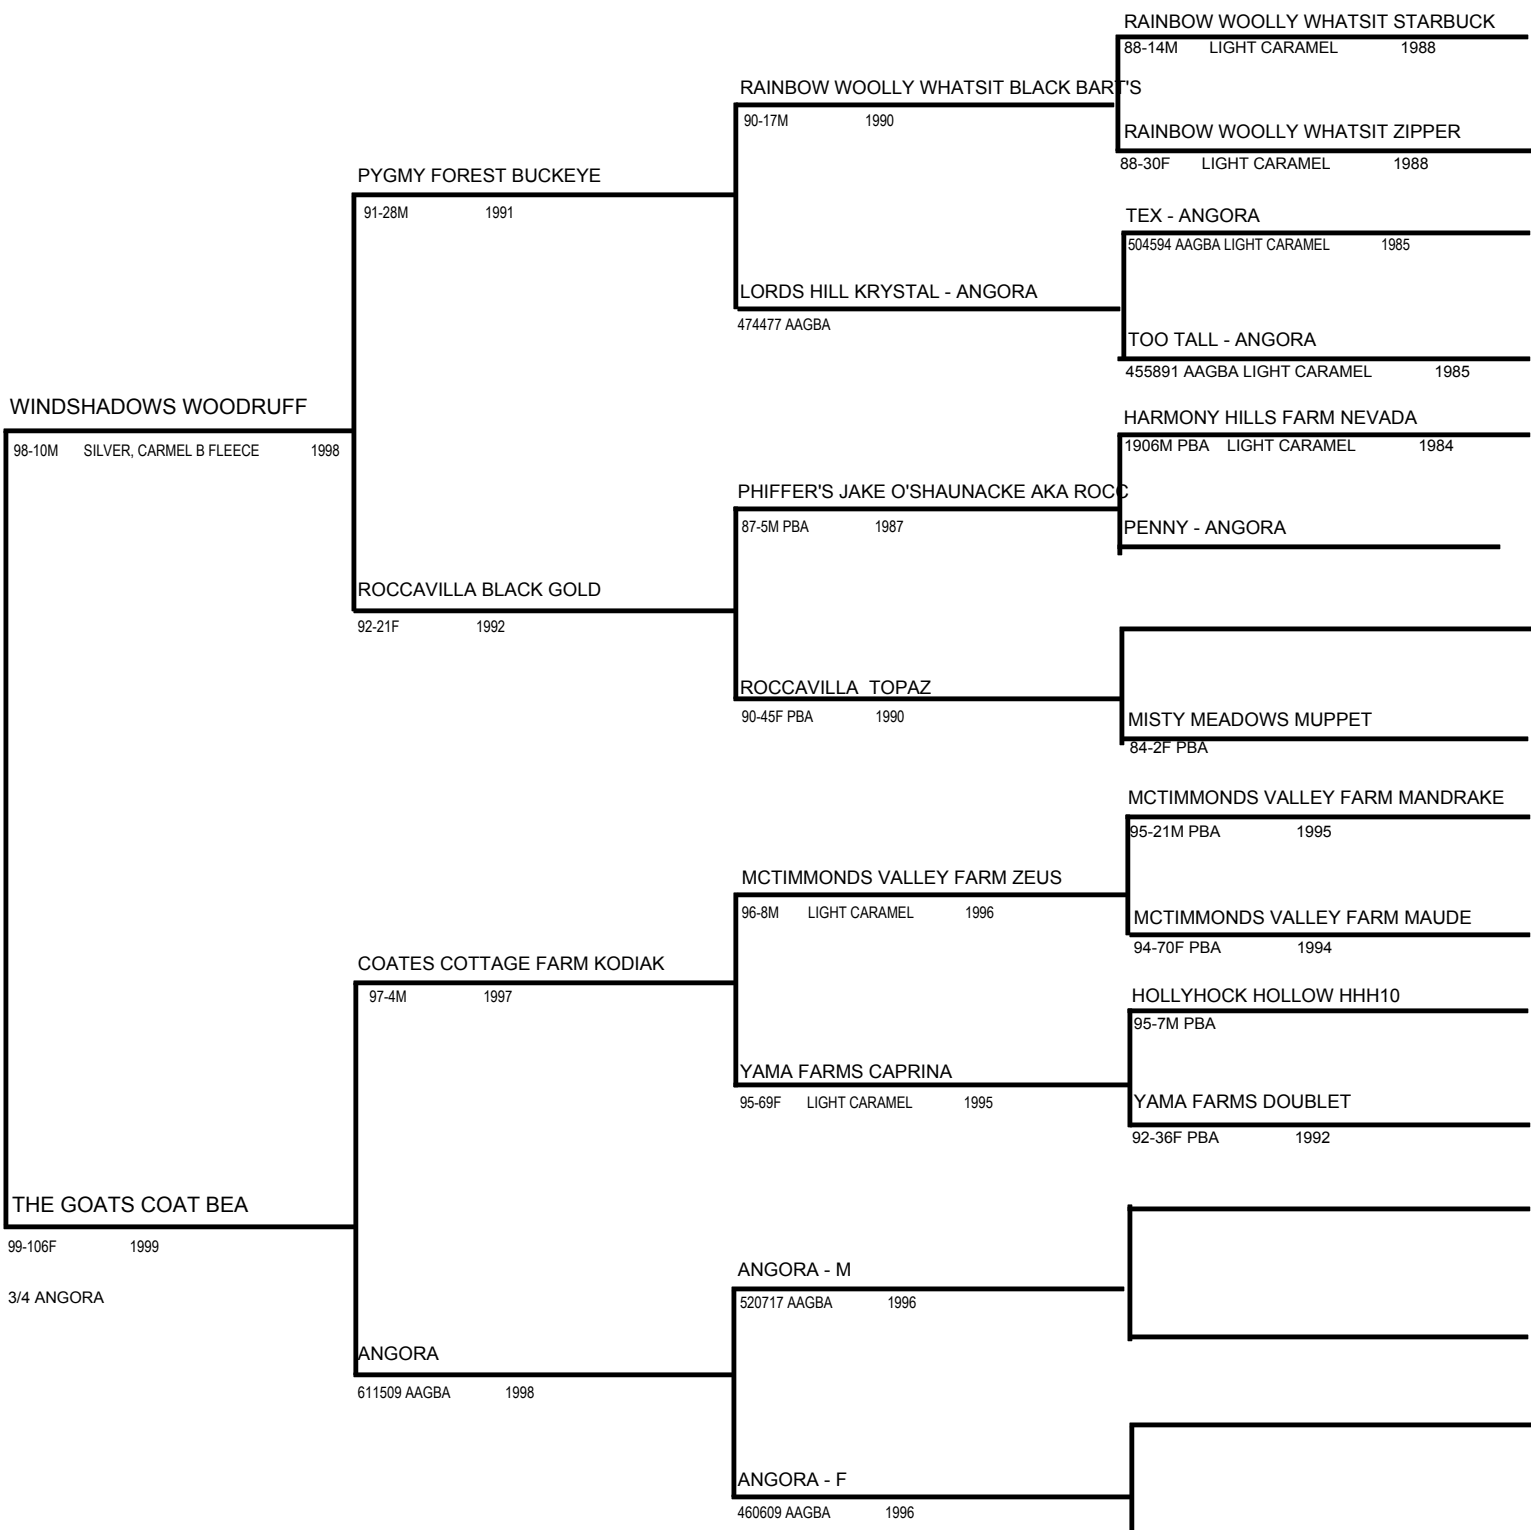 RAINBOW WOOLLY WHATSIT STARBUCK
88-14M LIGHT CARAMEL 1988
RAINBOW WOOLLY WHATSIT BLACK BART'S
90-17M 1990
RAINBOW WOOLLY WHATSIT ZIPPER
88-30F LIGHT CARAMEL 1988
PYGMY FOREST BUCKEYE
91-28M 1991
TEX - ANGORA
504594 AAGBA LIGHT CARAMEL 1985
LORDS HILL KRYSTAL - ANGORA
474477 AAGBA
TOO TALL - ANGORA
455891 AAGBA LIGHT CARAMEL 1985
WINDSHADOWS WOODRUFF
98-10M SILVER, CARMEL B FLEECE 1998
HARMONY HILLS FARM NEVADA
1906M PBA LIGHT CARAMEL 1984
PHIFFER'S JAKE O'SHAUNACKE AKA ROCC
87-5M PBA 1987
PENNY - ANGORA
ROCCAVILLA BLACK GOLD
92-21F 1992
ROCCAVILLA TOPAZ
90-45F PBA 1990
MISTY MEADOWS MUPPET
84-2F PBA
MCTIMMONDS VALLEY FARM MANDRAKE
95-21M PBA 1995
MCTIMMONDS VALLEY FARM ZEUS
96-8M LIGHT CARAMEL 1996
MCTIMMONDS VALLEY FARM MAUDE
94-70F PBA 1994
COATES COTTAGE FARM KODIAK
97-4M 1997
HOLLYHOCK HOLLOW HHH10
95-7M PBA
YAMA FARMS CAPRINA
95-69F LIGHT CARAMEL 1995
YAMA FARMS DOUBLET
92-36F PBA 1992
THE GOATS COAT BEA
99-106F 1999
3/4 ANGORA
ANGORA - M
520717 AAGBA 1996
ANGORA
611509 AAGBA 1998
ANGORA - F
460609 AAGBA 1996